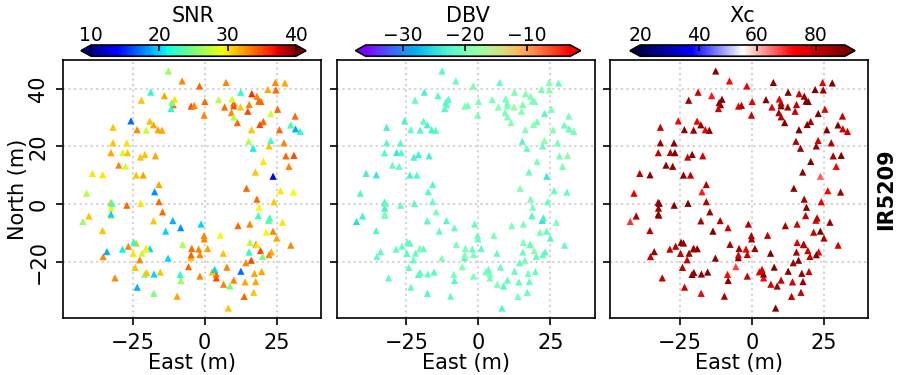 SNR DBV Xc
10 20 30 40 −30 −20 −10 20 40 60 80
40
20
0
−20
North (m)
IR5209
−25 0 25 −25 0 25 −25 0 25
East (m) East (m) East (m)